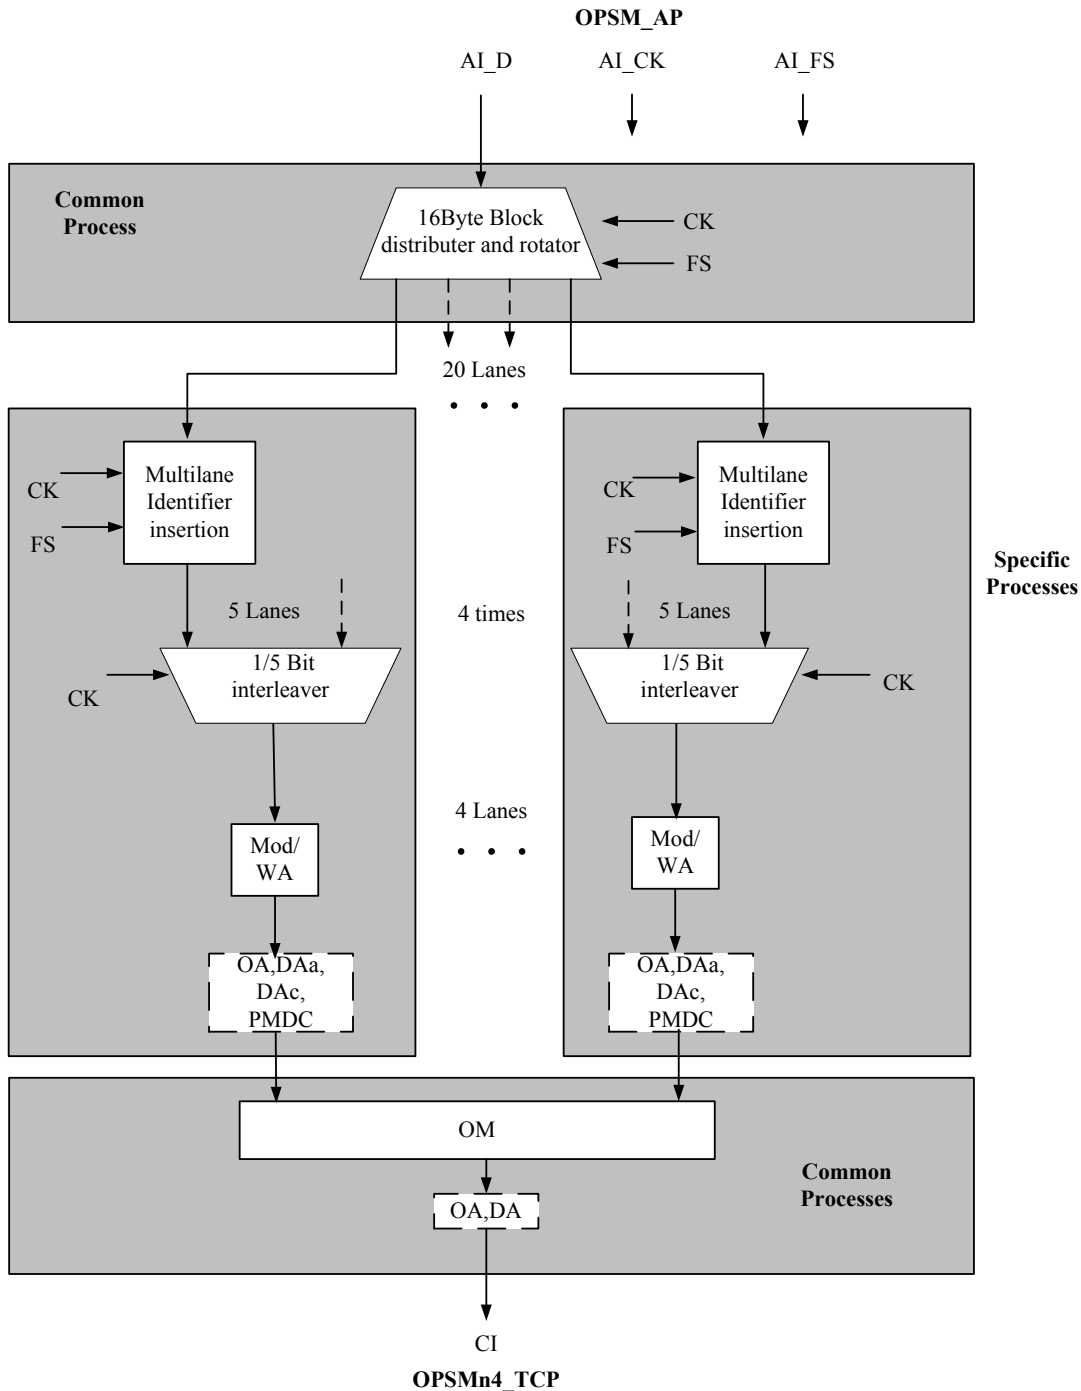 OPSM_AP
AI_D
AI_CK
AI_FS
Common
Process
16Byte Block
distributer and rotator
CK
FS
20 Lanes
. . .
Multilane
Identifier
insertion
CK
FS
Multilane
Identifier
insertion
CK
FS
Specific
Processes
5 Lanes
4 times
5 Lanes
1/5 Bit
interleaver
CK
1/5 Bit
interleaver
CK
4 Lanes
. . .
Mod/
WA
Mod/
WA
OA,DAa,
DAc,
PMDC
OA,DAa,
DAc,
PMDC
OM
Common
Processes
OA,DA
CI
OPSMn4_TCP